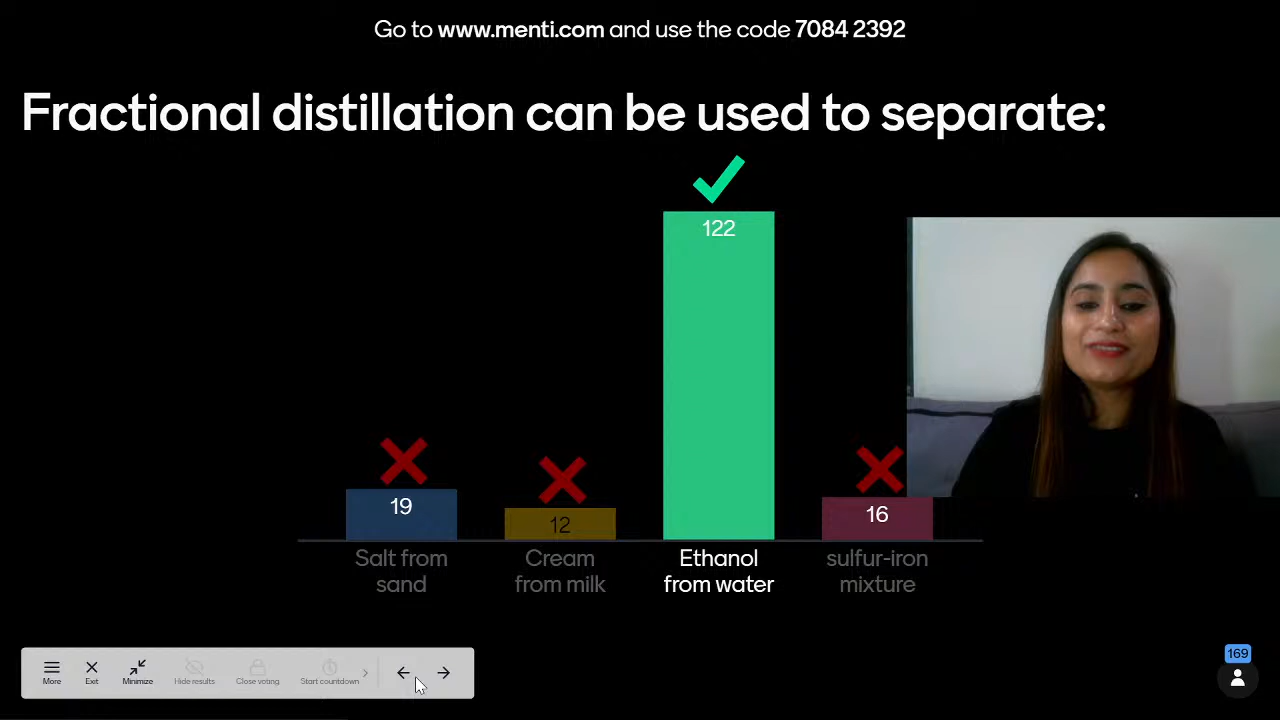 Go to www.menti.com and use the code 7084 2392
Fractional distillation can be used to separate:
122
19
12
16
Salt from
sand
Cream
from milk
Ethanol
from water
sulfur-iron
mixture
More
Exit
Minimize
Hide results
Close voting
Start countdown
169